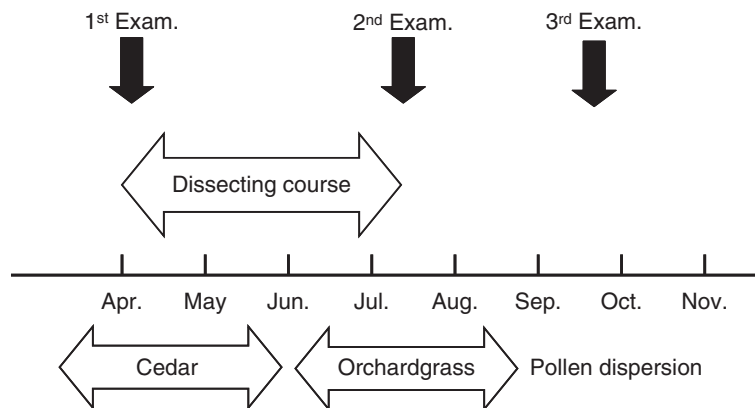 1st Exam. 2nd Exam. 3rd Exam.
Dissecting course
Apr. May Jun. Jul. Aug. Sep. Oct. Nov.
Cedar Orchardgrass Pollen dispersion